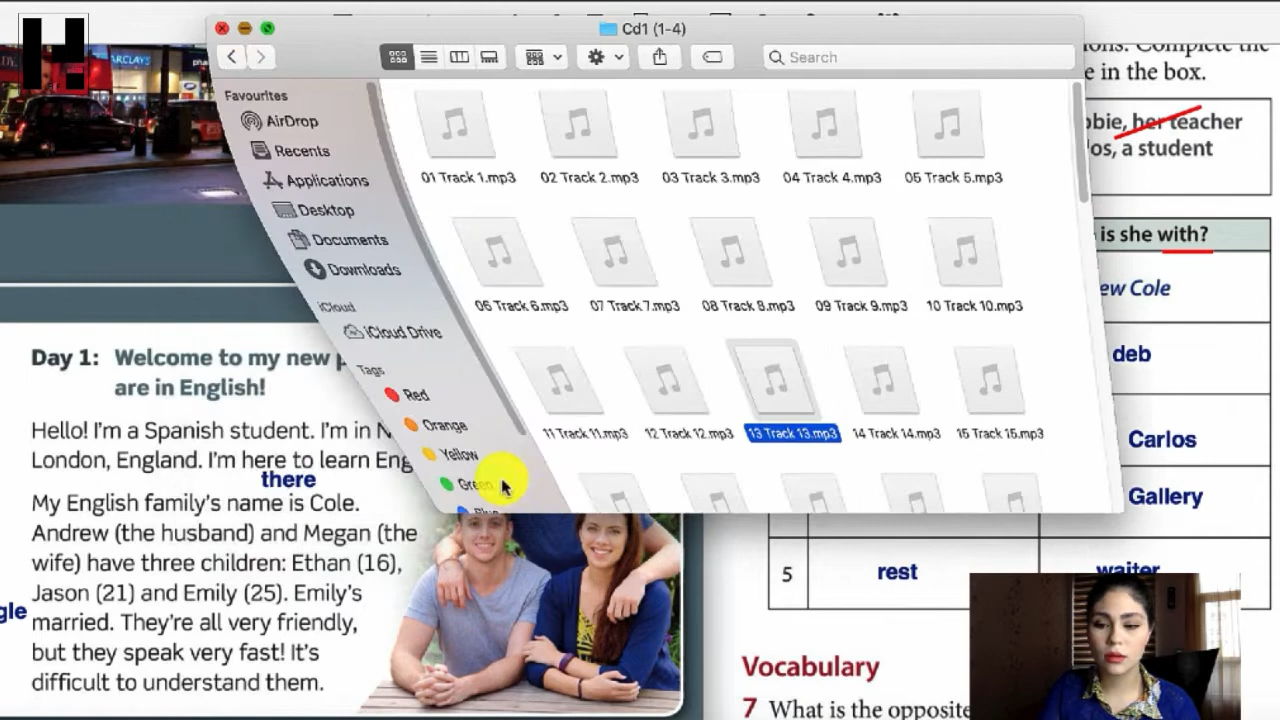 BARCLAYS
Cd1 (1-4)
Search
Favourites
AirDrop
Recents
Applications
Desktop
Documents
Downloads
iCloud
iCloud Drive
Tags
Red
Orange
Yellow
Green
01 Track 1.mp3
02 Track 2.mp3
03 Track 3.mp3
04 Track 4.mp3
05 Track 5.mp3
06 Track 6.mp3
07 Track 7.mp3
08 Track 8.mp3
09 Track 9.mp3
10 Track 10.mp3
11 Track 11.mp3
12 Track 12.mp3
13 Track 13.mp3
14 Track 14.mp3
15 Track 15.mp3
Complete the
e in the box.
her teacher
a student
is she with?
Cole
deb
Carlos
Gallery
5
rest
waiter
Day 1: Welcome to my new
are in English!
Hello! I'm a Spanish student. I'm in
London, England. I'm here to learn
there
My English family's name is Cole.
Andrew (the husband) and Megan (the
wife) have three children: Ethan (16),
Jason (21) and Emily (25). Emily's
married. They're all very friendly,
but they speak very fast! It's
difficult to understand them.
Vocabulary
7 What is the opposite